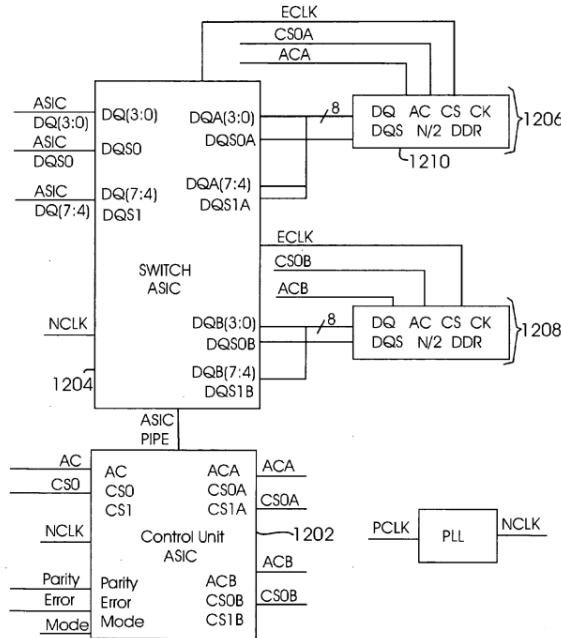 ECLK
CS0A
ACA
ASIC
DQ(3:0)
ASIC
DQS0
ASIC
DQ(7:4)
DQ(3:0)
DQS0
DQ(7:4)
DQS1
DQA(3:0)
DQS0A
DQA(7:4)
DQS1A
8
DQ AC CS CK
DQS N/2 DDR
1206
1210
SWITCH
ASIC
ECLK
CS0B
ACB
NCLK
DQB(3:0)
DQS0B
DQB(7:4)
DQS1B
8
DQ AC CS CK
DQS N/2 DDR
1208
1204
ASIC
PIPE
AC
CS0
NCLK
Parity
Error
Mode
AC
CS0
CS1
ACA
CS0A
CS1A
Control Unit
ASIC
Parity
Error
Mode
ACB
CS0B
CS1B
ACA
CS0A
1202
ACB
CS0B
PCLK
PLL
NCLK